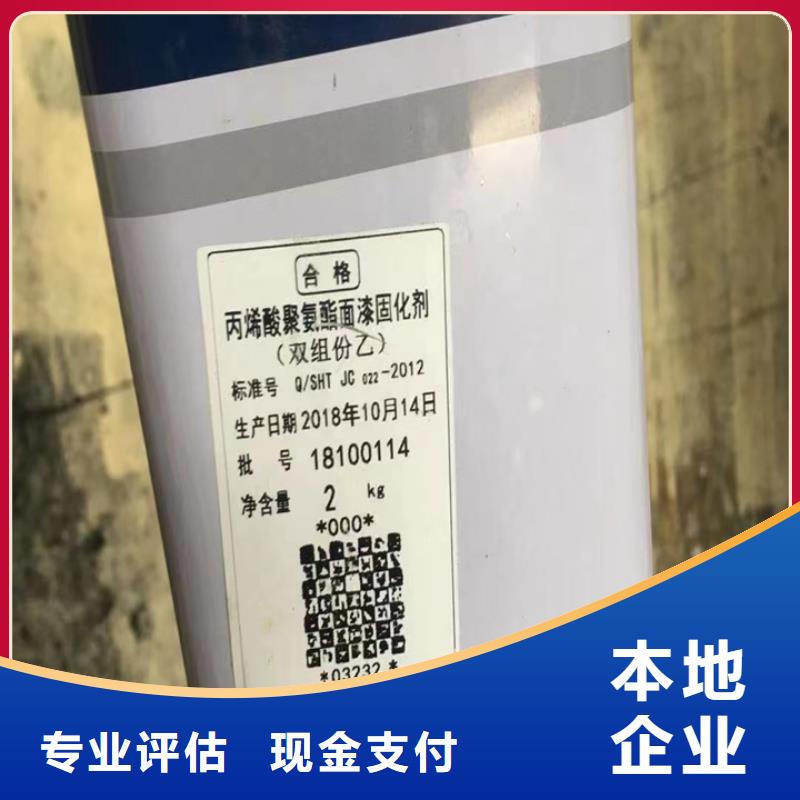 合格
丙烯酸聚氨酯面漆固化剂
（双组份乙）
标准号 Q/SHT JC 022-2012
生产日期 2018年10月14日
批 号 18100114
净含量 2 kg
*000*
*03232*
专业评估 现金支付
本地
企业